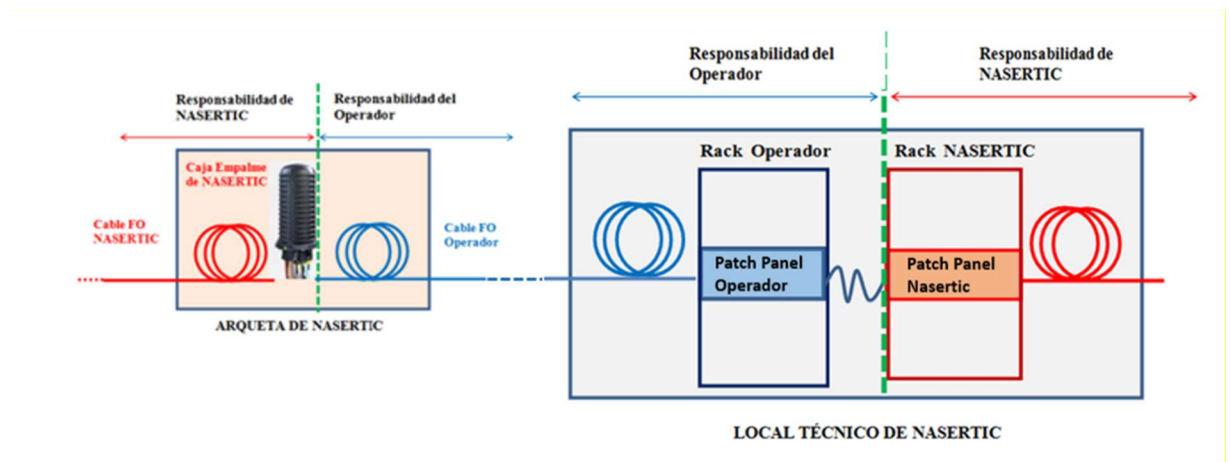 Responsabilidad de
NASERTIC
Responsabilidad del
Operador
Caja Empalme
de NASERTIC
Cable FO
NASERTIC
Cable FO
Operador
ARQUETA DE NASERTIC
Responsabilidad del
Operador
Responsabilidad de
NASERTIC
Rack Operador
Rack NASERTIC
Patch Panel
Operador
Patch Panel
Nasertic
LOCAL TÉCNICO DE NASERTIC